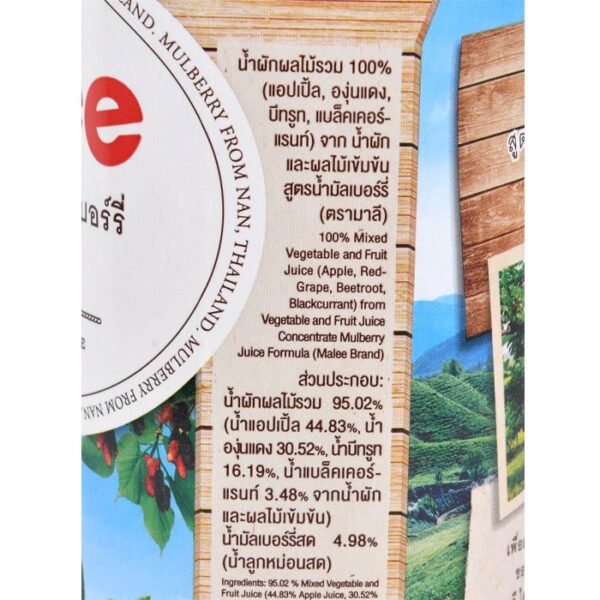 LAND. MULBERRY FROM NAN, THAILAND. MULBERRY FROM NAN,
ee
บอร์รี่
น้ำผักผลไม้รวม 100%
(แอปเปิ้ล, องุ่นแดง,
บีทรูท, แบล็คเคอร์-
แรนท์) จาก น้ำผัก
และผลไม้เข้มข้น
สูตรน้ำมัลเบอร์รี่
(ตรามาลี)
100% Mixed
Vegetable and Fruit
Juice (Apple, Red-
Grape, Beetroot,
Blackcurrant) from
Vegetable and Fruit Juice
Concentrate Mulberry
Juice Formula (Malee Brand)
ส่วนประกอบ:
น้ำผักผลไม้รวม 95.02%
(น้ำแอปเปิ้ล 44.83%, น้ำ
องุ่นแดง 30.52%, น้ำบีทรูท
16.19%, น้ำแบล็คเคอร์-
แรนท์ 3.48% จากน้ำผัก
และผลไม้เข้มข้น)
น้ำมัลเบอร์รี่สด 4.98%
(น้ำลูกหม่อนสด)
Ingredients: 95.02 % Mixed Vegetable and
Fruit Juice (44.83% Apple Juice, 30.52%
สูต